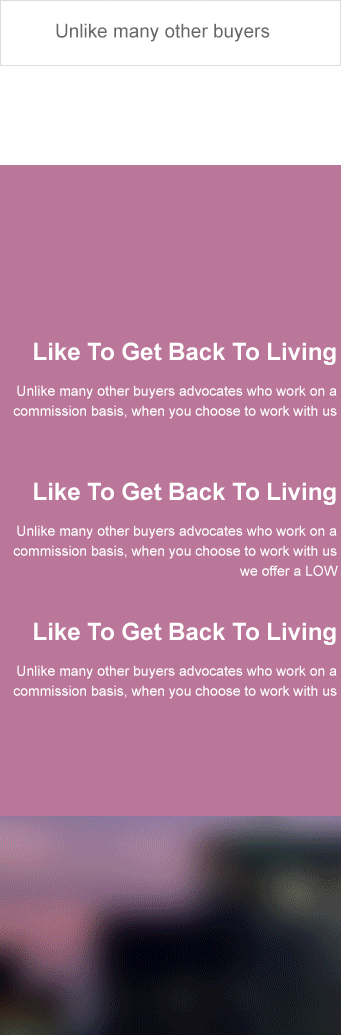 Unlike many other buyers
Like To Get Back To Living
Unlike many other buyers advocates who work on a
commission basis, when you choose to work with us
Like To Get Back To Living
Unlike many other buyers advocates who work on a
commission basis, when you choose to work with us
we offer a LOW
Like To Get Back To Living
Unlike many other buyers advocates who work on a
commission basis, when you choose to work with us